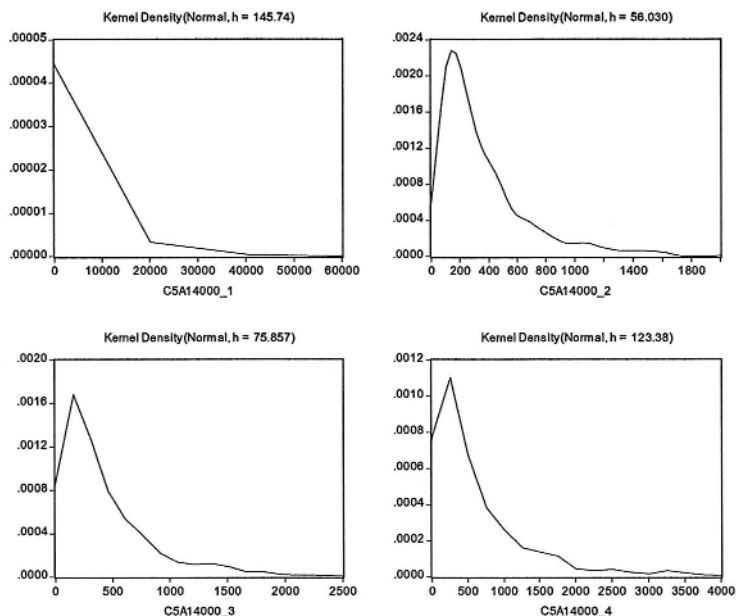 Kernel Density(Normal, h = 145.74)
.00005
.00004
.00003
.00002
.00001
.00000
0 10000 20000 30000 40000 50000 60000
C5A14000_1
Kernel Density(Normal, h = 56.030)
.0024
.0020
.0016
.0012
.0008
.0004
.0000
0 200 400 600 1000 1400 1800
C5A14000_2
Kernel Density(Normal, h = 75.857)
.0020
.0016
.0012
.0008
.0004
.0000
0 500 1000 1500 2000 2500
C5A14000_3
Kernel Density(Normal, h = 123.38)
.0012
.0010
.0008
.0006
.0004
.0002
.0000
0 500 1000 1500 2000 2500 3000 3500 4000
C5A14000_4